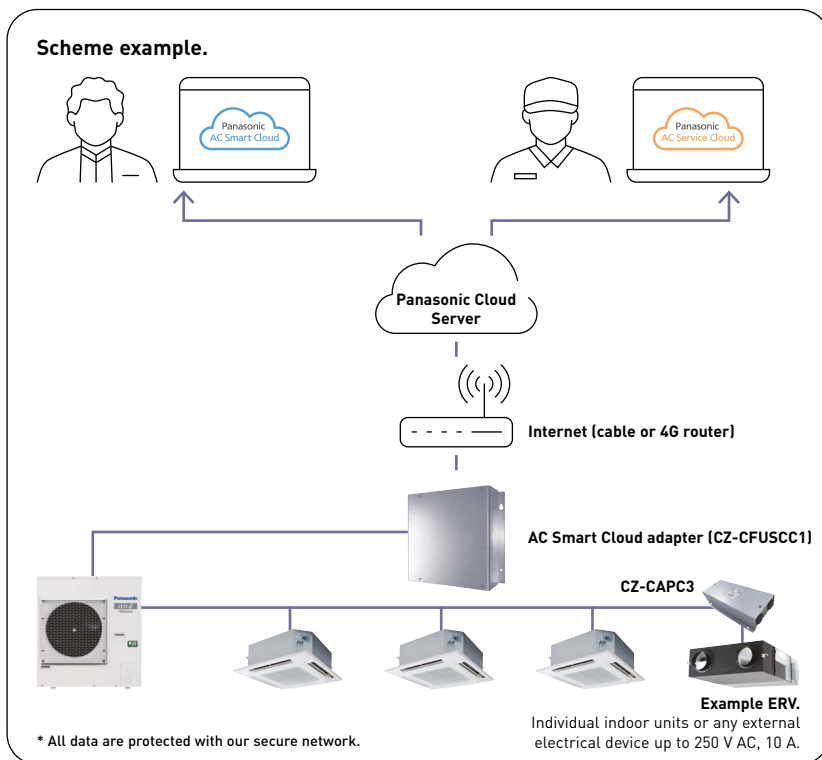 Scheme example.
Panasonic
AC Smart Cloud
Panasonic
AC Service Cloud
Panasonic Cloud
Server
Internet (cable or 4G router)
AC Smart Cloud adapter (CZ-CFUSCC1)
CZ-CAPC3
Panasonic
Example ERV.
Individual indoor units or any external
electrical device up to 250 V AC, 10 A.
* All data are protected with our secure network.